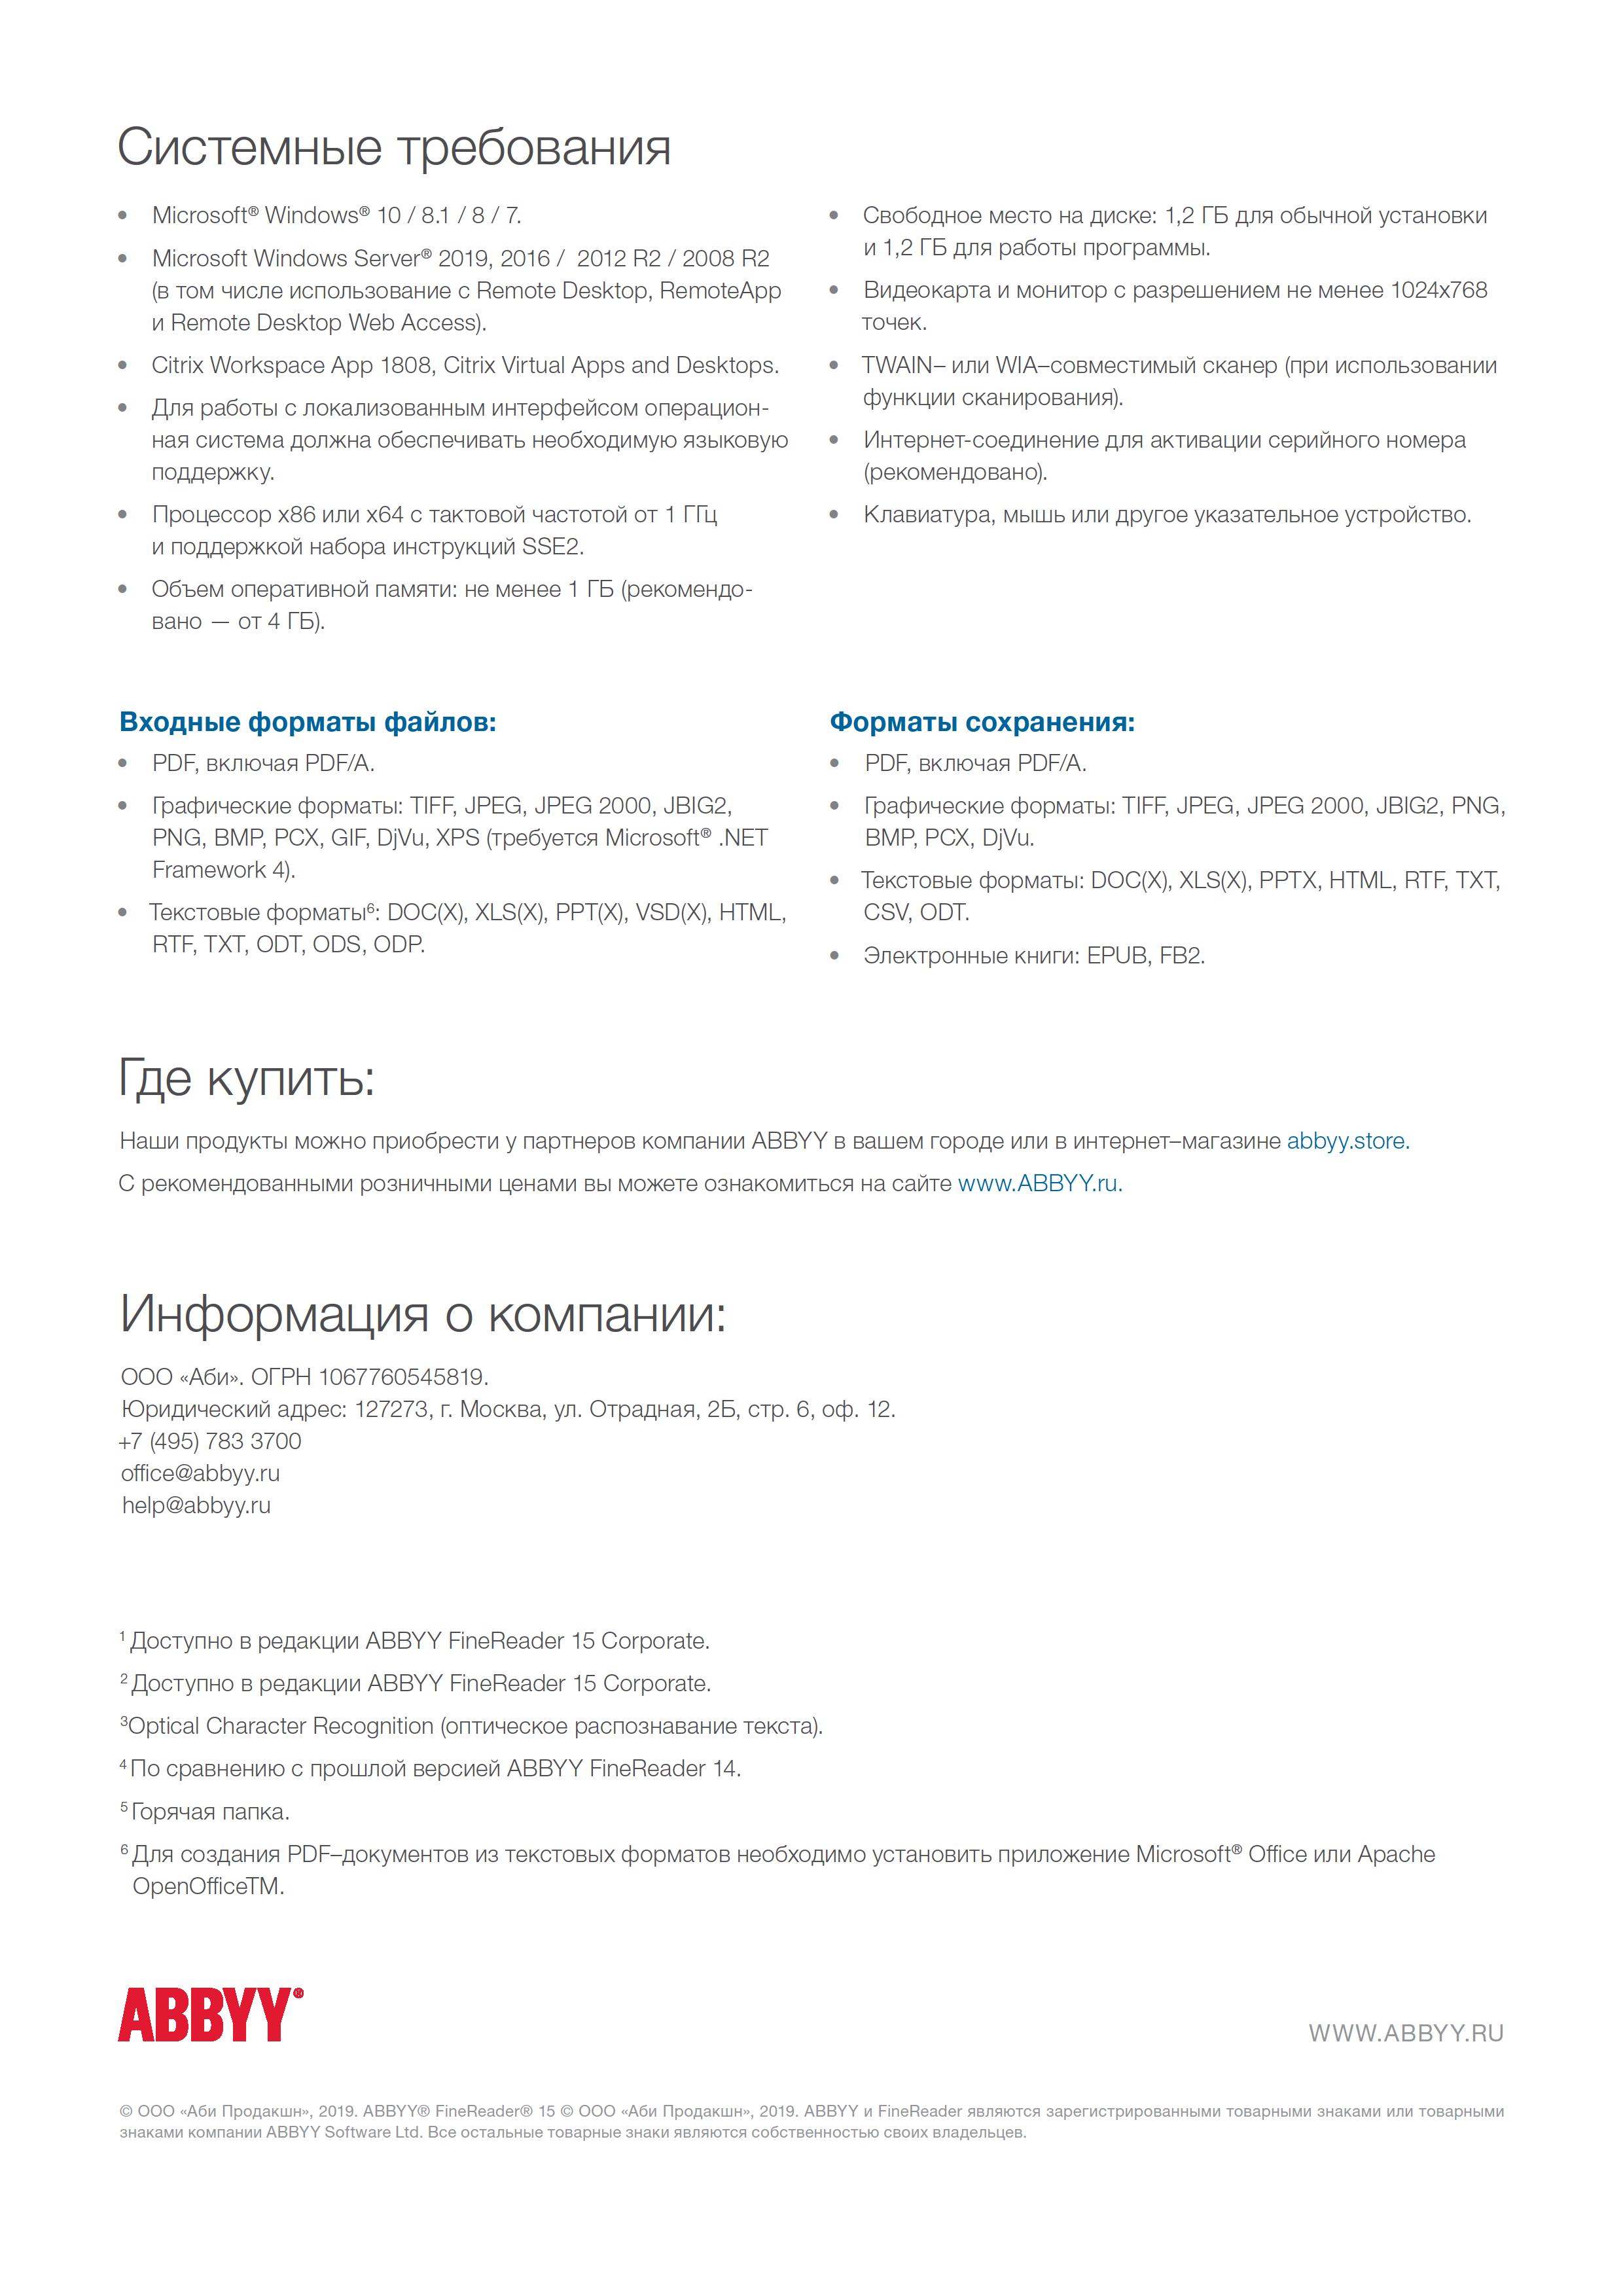 Системные требования
• Microsoft® Windows® 10 / 8.1 / 8 / 7.
• Microsoft Windows Server® 2019, 2016 / 2012 R2 / 2008 R2
(в том числе использование с Remote Desktop, RemoteApp
и Remote Desktop Web Access).
• Citrix Workspace App 1808, Citrix Virtual Apps and Desktops.
• Для работы с локализованным интерфейсом операцион-
ная система должна обеспечивать необходимую языковую
поддержку.
• Процессор x86 или x64 с тактовой частотой от 1 ГГц
и поддержкой набора инструкций SSE2.
• Объем оперативной памяти: не менее 1 ГБ (рекомендо-
вано — от 4 ГБ).
• Свободное место на диске: 1,2 ГБ для обычной установки
и 1,2 ГБ для работы программы.
• Видеокарта и монитор с разрешением не менее 1024x768
точек.
• TWAIN– или WIA–совместимый сканер (при использовании
функции сканирования).
• Интернет-соединение для активации серийного номера
(рекомендовано).
• Клавиатура, мышь или другое указательное устройство.
Входные форматы файлов:
• PDF, включая PDF/A.
• Графические форматы: TIFF, JPEG, JPEG 2000, JBIG2,
PNG, BMP, PCX, GIF, DjVu, XPS (требуется Microsoft® .NET
Framework 4).
• Текстовые форматы⁶: DOC(X), XLS(X), PPT(X), VSD(X), HTML,
RTF, TXT, ODT, ODS, ODP.
Форматы сохранения:
• PDF, включая PDF/A.
• Графические форматы: TIFF, JPEG, JPEG 2000, JBIG2, PNG,
BMP, PCX, DjVu.
• Текстовые форматы: DOC(X), XLS(X), PPTX, HTML, RTF, TXT,
CSV, ODT.
• Электронные книги: EPUB, FB2.
Где купить:
Наши продукты можно приобрести у партнеров компании ABBYY в вашем городе или в интернет–магазине abbyy.store.
С рекомендованными розничными ценами вы можете ознакомиться на сайте www.ABBYY.ru.
Информация о компании:
ООО «Аби». ОГРН 1067760545819.
Юридический адрес: 127273, г. Москва, ул. Отрадная, 2Б, стр. 6, оф. 12.
+7 (495) 783 3700
office@abbyy.ru
help@abbyy.ru
¹ Доступно в редакции ABBYY FineReader 15 Corporate.
² Доступно в редакции ABBYY FineReader 15 Corporate.
³Optical Character Recognition (оптическое распознавание текста).
⁴ По сравнению с прошлой версией ABBYY FineReader 14.
⁵ Горячая папка.
⁶ Для создания PDF–документов из текстовых форматов необходимо установить приложение Microsoft® Office или Apache
OpenOfficeTM.
ABBYY®
WWW.ABBYY.RU
© ООО «Аби Продакшн», 2019. ABBYY® FineReader® 15 © ООО «Аби Продакшн», 2019. ABBYY и FineReader являются зарегистрированными товарными знаками или товарными
знаками компании ABBYY Software Ltd. Все остальные товарные знаки являются собственностью своих владельцев.